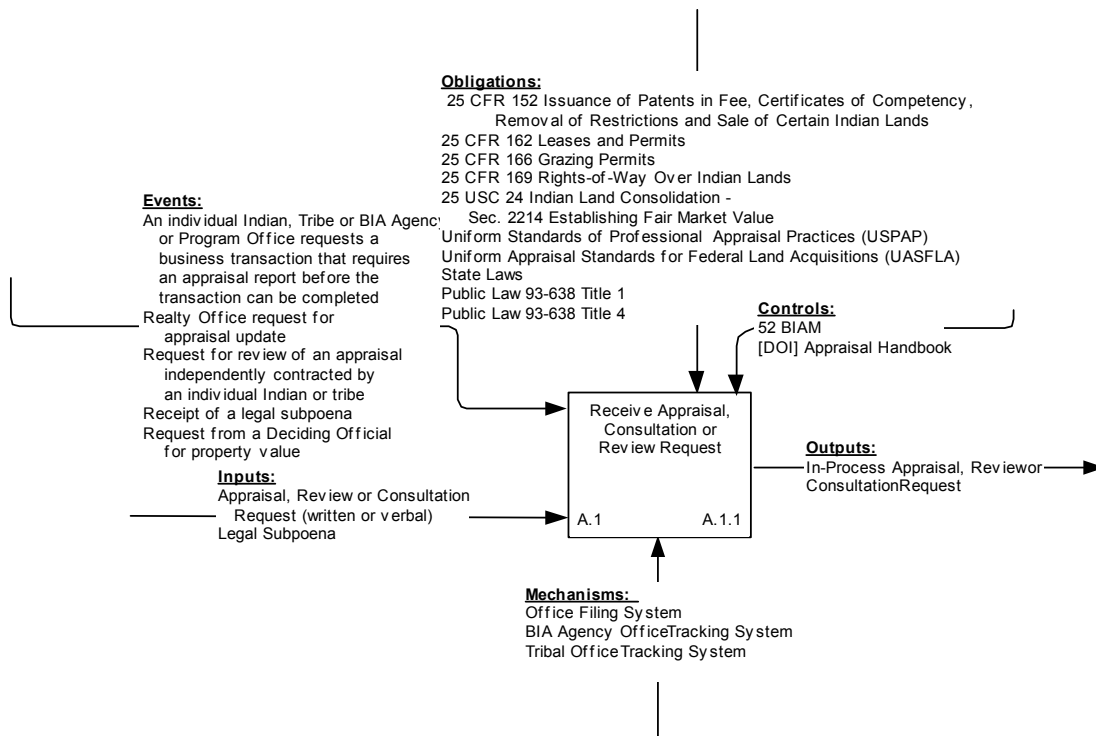 Obligations:
25 CFR 152 Issuance of Patents in Fee, Certificates of Competency,
Removal of Restrictions and Sale of Certain Indian Lands
25 CFR 162 Leases and Permits
25 CFR 166 Grazing Permits
25 CFR 169 Rights-of-Way Over Indian Lands
25 USC 24 Indian Land Consolidation -
Sec. 2214 Establishing Fair Market Value
Uniform Standards of Professional Appraisal Practices (USPAP)
Uniform Appraisal Standards for Federal Land Acquisitions (UASFLA)
State Laws
Public Law 93-638 Title 1
Public Law 93-638 Title 4
Events:
An individual Indian, Tribe or BIA Agency
or Program Office requests a
business transaction that requires
an appraisal report before the
transaction can be completed
Realty Office request for
appraisal update
Request for review of an appraisal
independently contracted by
an individual Indian or tribe
Receipt of a legal subpoena
Request from a Deciding Official
for property value
Controls:
52 BIAM
[DOI] Appraisal Handbook
Receive Appraisal,
Consultation or
Review Request
A.1 A.1.1
Inputs:
Appraisal, Review or Consultation
Request (written or verbal)
Legal Subpoena
Outputs:
In-Process Appraisal, Reviewor
ConsultationRequest
Mechanisms:
Office Filing System
BIA Agency OfficeTracking System
Tribal OfficeTracking System